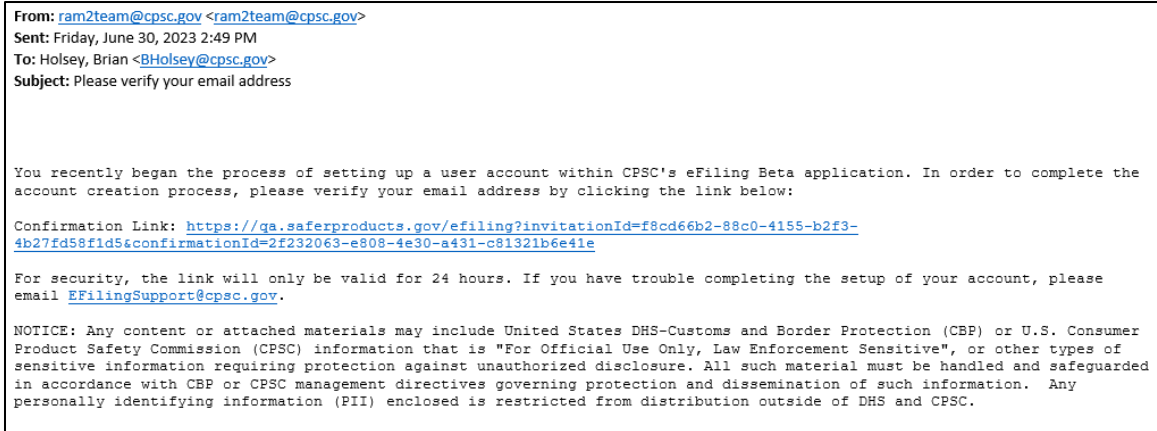 From: ram2team@cpsc.gov <ram2team@cpsc.gov>
Sent: Friday, June 30, 2023 2:49 PM
To: Holsey, Brian <BHolsey@cpsc.gov>
Subject: Please verify your email address
You recently began the process of setting up a user account within CPSC's eFiling Beta application. In order to complete the
account creation process, please verify your email address by clicking the link below:
Confirmation Link: https://qa.saferproducts.gov/efiling?invitationId=f8cd66b2-88c0-4155-b2f3-
4b27fd58f1d5&confirmationId=2f232063-e808-4e30-a431-c81321b6e41e
For security, the link will only be valid for 24 hours. If you have trouble completing the setup of your account, please
email EFilingSupport@cpsc.gov.
NOTICE: Any content or attached materials may include United States DHS-Customs and Border Protection (CBP) or U.S. Consumer
Product Safety Commission (CPSC) information that is "For Official Use Only, Law Enforcement Sensitive", or other types of
sensitive information requiring protection against unauthorized disclosure. All such material must be handled and safeguarded
in accordance with CBP or CPSC management directives governing protection and dissemination of such information.  Any
personally identifying information (PII) enclosed is restricted from distribution outside of DHS and CPSC.